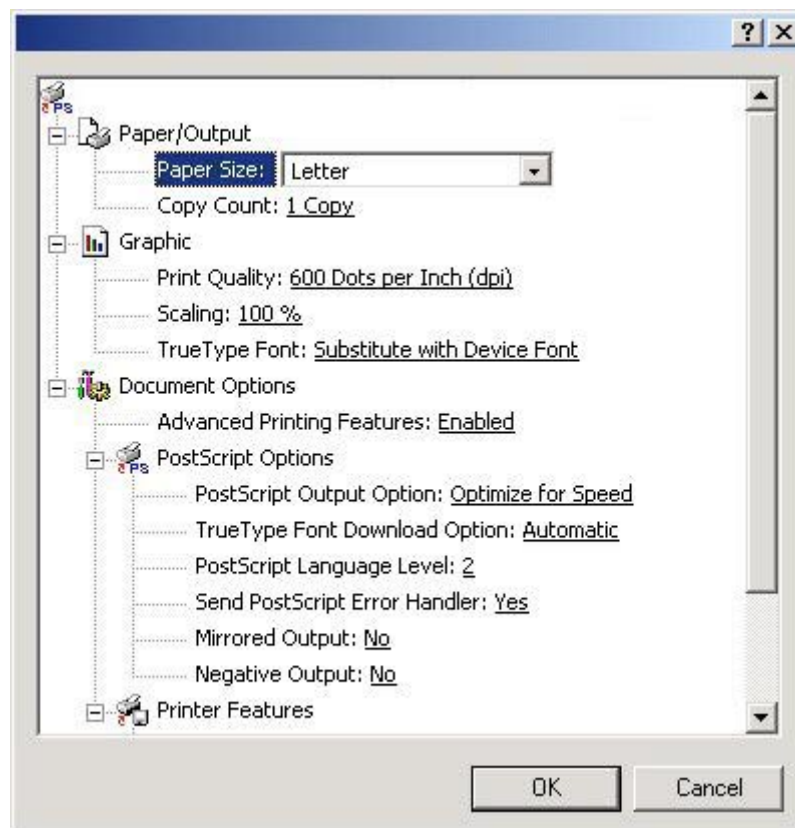 PS
Paper/Output
Paper Size: Letter
Copy Count: 1 Copy
Graphic
Print Quality: 600 Dots per Inch (dpi)
Scaling: 100 %
TrueType Font: Substitute with Device Font
Document Options
Advanced Printing Features: Enabled
PS PostScript Options
PostScript Output Option: Optimize for Speed
TrueType Font Download Option: Automatic
PostScript Language Level: 2
Send PostScript Error Handler: Yes
Mirrored Output: No
Negative Output: No
Printer Features
OK Cancel